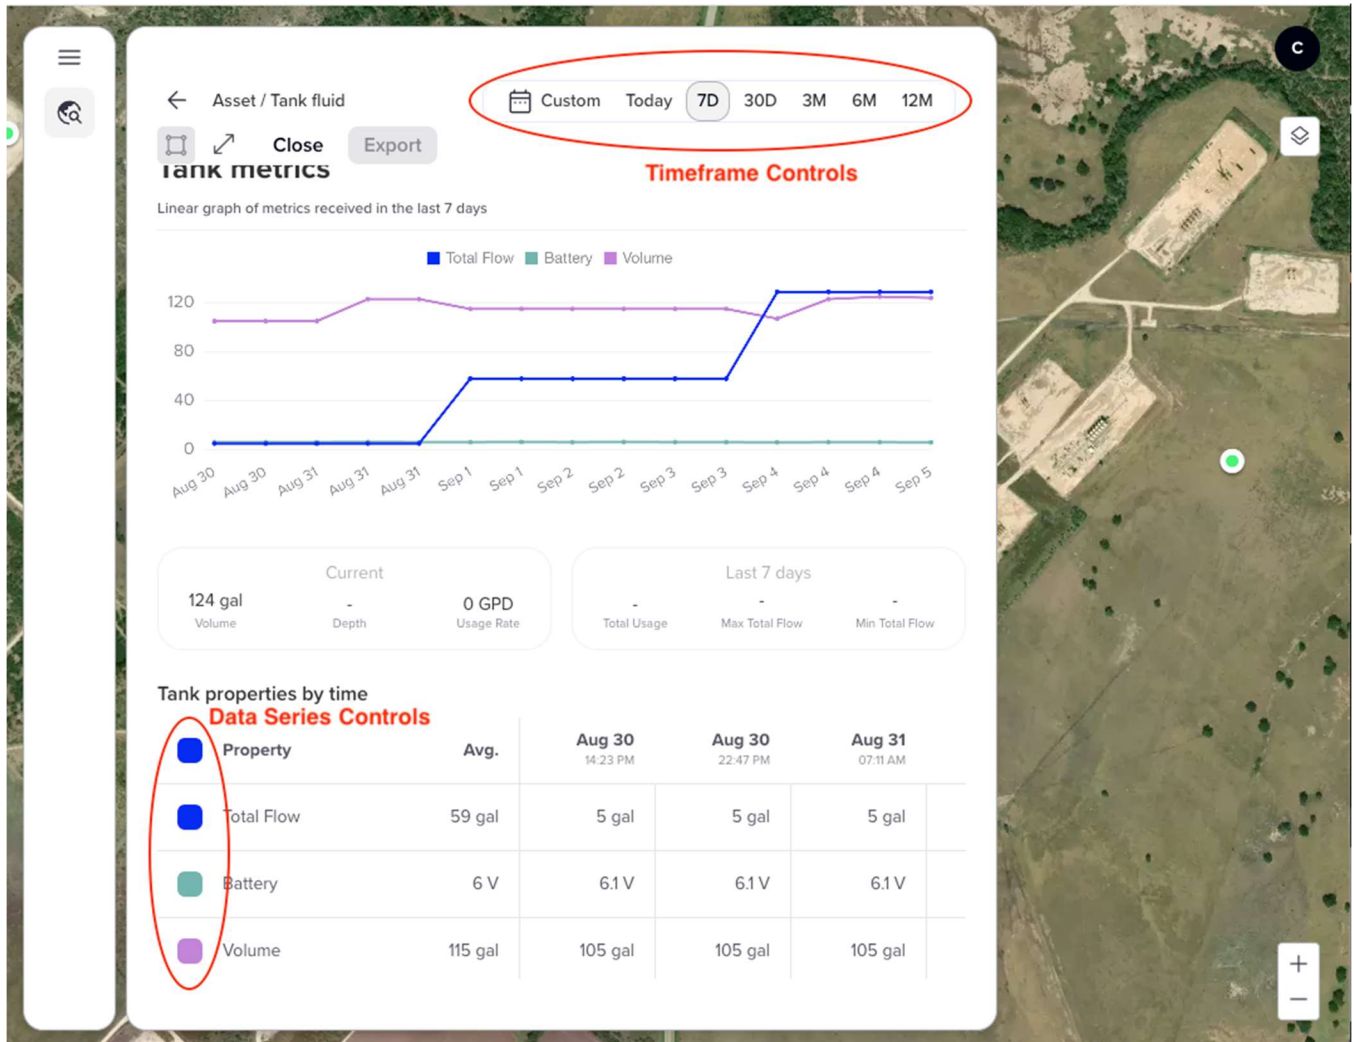 C
Asset / Tank fluid
Custom Today 7D 30D 3M 6M 12M
Close Export
Timeframe Controls
Tank metrics
Linear graph of metrics received in the last 7 days
Total Flow Battery Volume
120
80
40
0
Aug 30 Aug 30 Aug 31 Aug 31 Aug 31 Sep 1 Sep 1 Sep 2 Sep 2 Sep 3 Sep 3 Sep 4 Sep 4 Sep 4 Sep 5
Current
124 gal - 0 GPD
Volume Depth Usage Rate
Last 7 days
- - -
Total Usage Max Total Flow Min Total Flow
Tank properties by time
Data Series Controls
Property Avg. Aug 30 Aug 30 Aug 31
14:23 PM 22:47 PM 07:11 AM
Total Flow 59 gal 5 gal 5 gal 5 gal
Battery 6 V 6.1 V 6.1 V 6.1 V
Volume 115 gal 105 gal 105 gal 105 gal